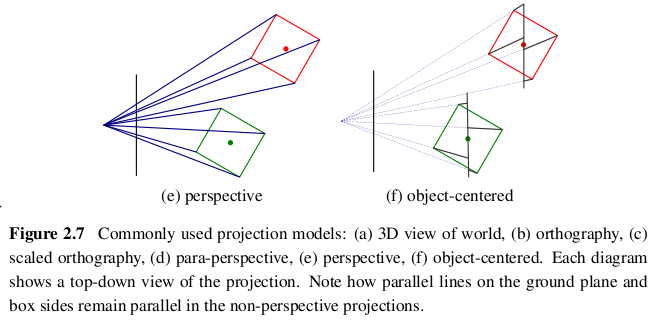 (e) perspective
(f) object-centered
Figure 2.7 Commonly used projection models: (a) 3D view of world, (b) orthography, (c)
scaled orthography, (d) para-perspective, (e) perspective, (f) object-centered. Each diagram
shows a top-down view of the projection. Note how parallel lines on the ground plane and
box sides remain parallel in the non-perspective projections.